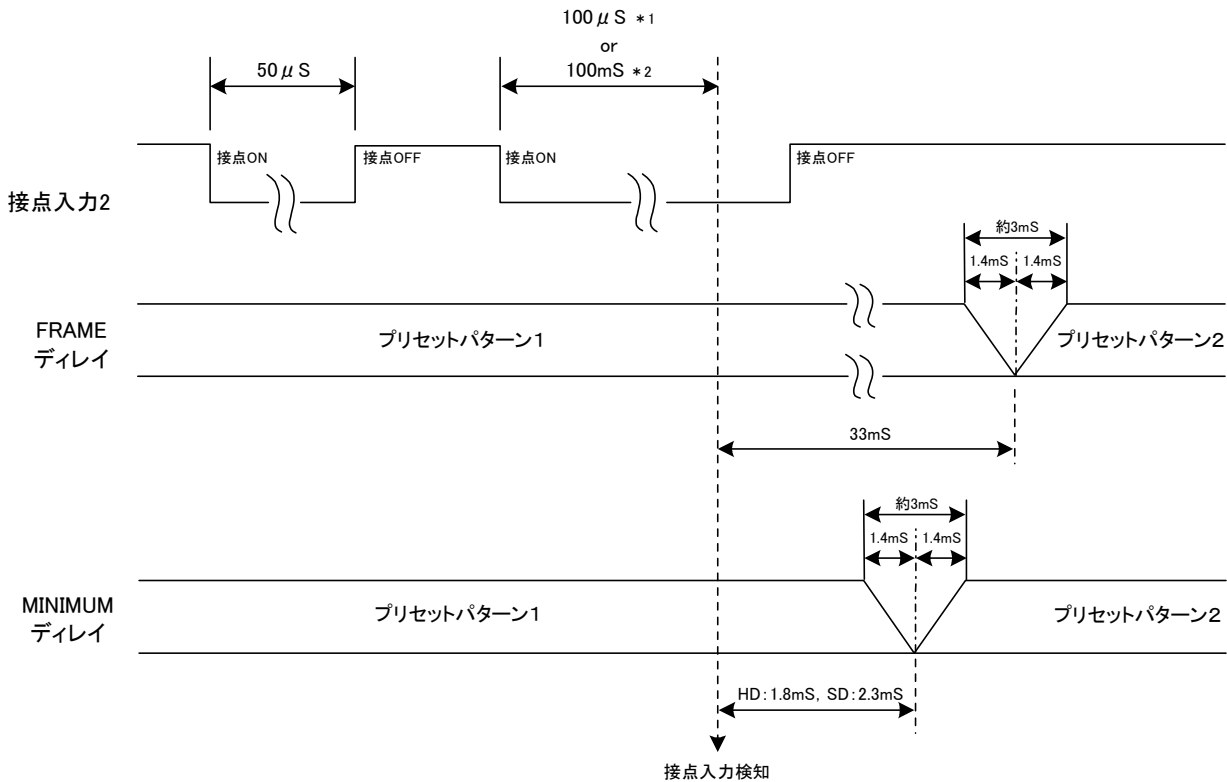 100μS *1
or
100mS *2
50μS
接点ON
接点OFF
接点ON
接点OFF
接点入力2
約3mS
1.4mS 1.4mS
FRAME
ディレイ
プリセットパターン1
プリセットパターン2
33mS
約3mS
1.4mS 1.4mS
MINIMUM
ディレイ
プリセットパターン1
プリセットパターン2
HD:1.8mS, SD:2.3mS
接点入力検知